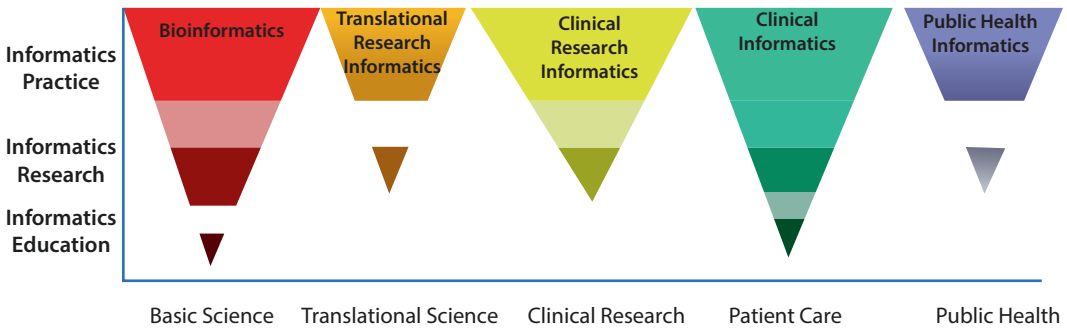 Bioinformatics
Translational
Research
Informatics
Clinical
Research
Informatics
Clinical
Informatics
Public Health
Informatics
Informatics
Practice
Informatics
Research
Informatics
Education
Basic Science
Translational Science
Clinical Research
Patient Care
Public Health